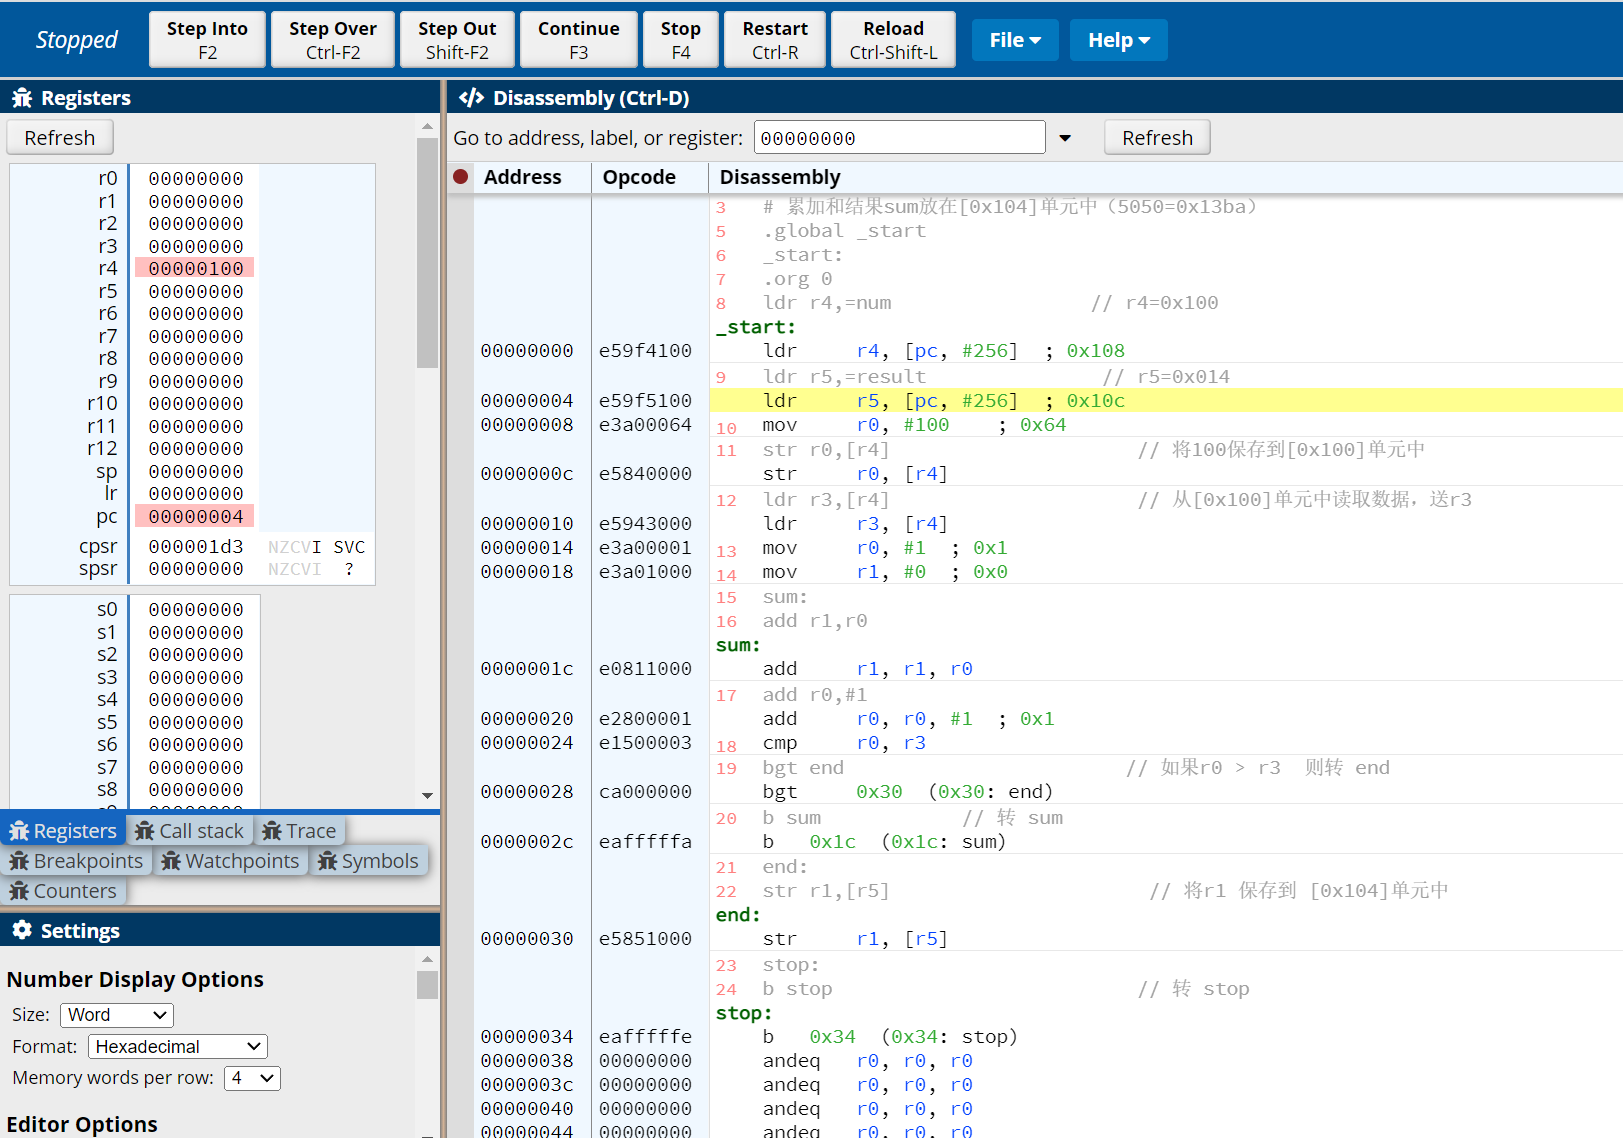 Stopped
Step Into F2
Step Over Ctrl-F2
Step Out Shift-F2
Continue F3
Stop F4
Restart Ctrl-R
Reload Ctrl-Shift-L
File
Help
Registers
Refresh
r0 00000000
r1 00000000
r2 00000000
r3 00000000
r4 00000100
r5 00000000
r6 00000000
r7 00000000
r8 00000000
r9 00000000
r10 00000000
r11 00000000
r12 00000000
sp 00000000
lr 00000000
pc 00000004
cpsr 000001d3 NZCVI SVC
spsr 00000000 NZCVI ?
s0 00000000
s1 00000000
s2 00000000
s3 00000000
s4 00000000
s5 00000000
s6 00000000
s7 00000000
s8 00000000
Registers Call stack Trace
Breakpoints Watchpoints Symbols
Counters
Settings
Number Display Options
Size: Word
Format: Hexadecimal
Memory words per row: 4
Editor Options
Disassembly (Ctrl-D)
Go to address, label, or register: 00000000 Refresh
Address Opcode Disassembly
3 # 累加和结果sum放在[0x104]单元中（5050=0x13ba）
5 .global _start
6 _start:
7 .org 0
8 ldr r4,=num // r4=0x100
_start:
00000000 e59f4100 ldr r4, [pc, #256] ; 0x108
9 ldr r5,=result // r5=0x014
00000004 e59f5100 ldr r5, [pc, #256] ; 0x10c
00000008 e3a00064 10 mov r0, #100 ; 0x64
11 str r0,[r4] // 将100保存到[0x100]单元中
0000000c e5840000 str r0, [r4]
12 ldr r3,[r4] // 从[0x100]单元中读取数据，送r3
00000010 e5943000 ldr r3, [r4]
00000014 e3a00001 13 mov r0, #1 ; 0x1
00000018 e3a01000 14 mov r1, #0 ; 0x0
15 sum:
16 add r1,r0
sum:
0000001c e0811000 add r1, r1, r0
17 add r0,#1
00000020 e2800001 add r0, r0, #1 ; 0x1
00000024 e1500003 18 cmp r0, r3
19 bgt end // 如果r0 > r3 则转 end
00000028 ca000000 bgt 0x30 (0x30: end)
20 b sum // 转 sum
0000002c eafffffa b 0x1c (0x1c: sum)
21 end:
22 str r1,[r5] // 将r1 保存到 [0x104]单元中
end:
00000030 e5851000 str r1, [r5]
23 stop:
24 b stop // 转 stop
stop:
00000034 eafffffe b 0x34 (0x34: stop)
00000038 00000000 andeq r0, r0, r0
0000003c 00000000 andeq r0, r0, r0
00000040 00000000 andeq r0, r0, r0
00000044 00000000 andeq r0, r0, r0